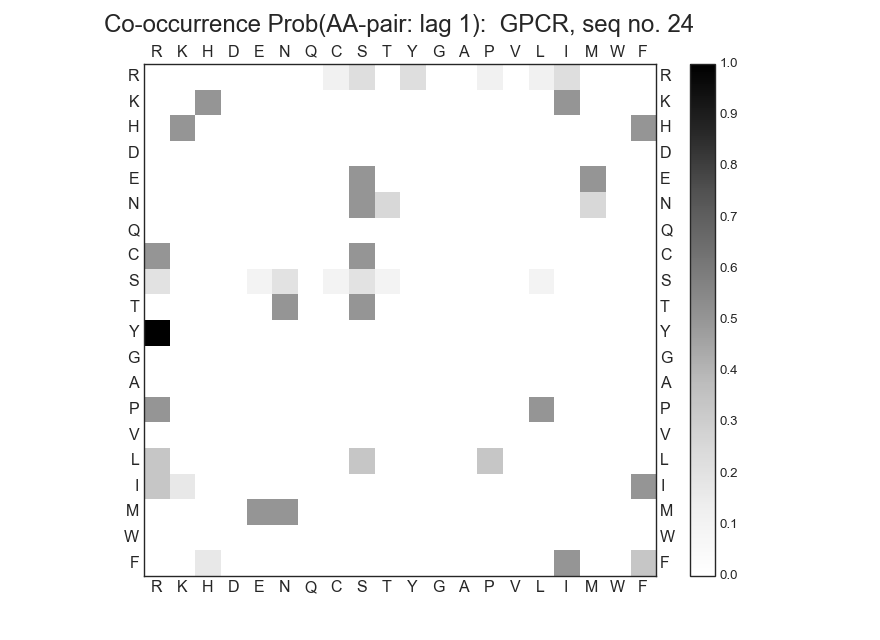 Co-occurrence Prob(AA-pair: lag 1):  GPCR, seq no. 24
R K H D E N Q C S T Y G A P V L I M W F
R R 1.0
K K
H H 0.9
D D
E E 0.8
N N 0.7
Q Q
C C 0.6
S S
T T 0.5
Y Y
G G 0.4
A A
P P 0.3
V V
L L 0.2
I I
M M 0.1
W W
F F 0.0
R K H D E N Q C S T Y G A P V L I M W F